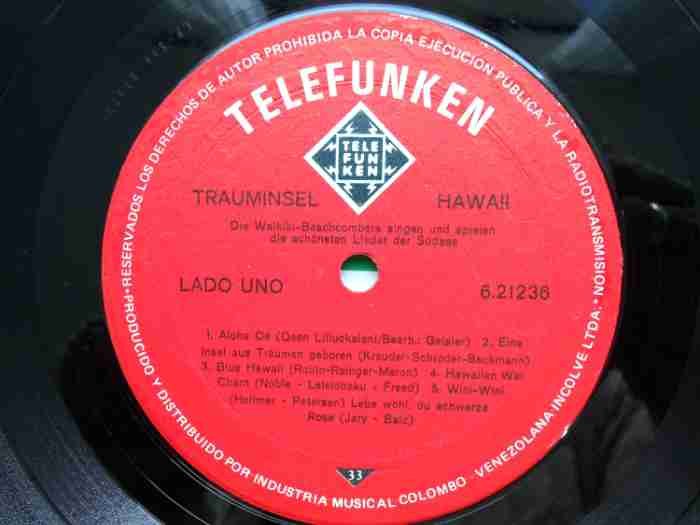 RESERVADOS LOS DERECHOS DE AUTOR PROHIBIDA LA COPIA EJECUCION PUBLICA Y LA RADIOTRANSMISION
TELEFUNKEN
TELE
FUN
KEN
TRAUMINSEL HAWAII
Die Waikiki-Beachcombers singen und spielen
die schönsten Lieder der Südsee
LADO UNO 6.21236
1. Aloha Oé (Qeen Liliuokalani/Bearb.: Geisler) 2. Eine
Insel aus Träumen geboren (Kreuder-Schröder-Beckmann)
3. Blue Hawaii (Robin-Rainger-Maron) 4. Hawaiien War
Chant (Noble - Leleiohaku - Freed) 5. Wini-Wini
(Hollmer - Petersen) Lebe wohl, du schwarze
Rose (Jary - Balz)
33
PRODUCIDO Y DISTRIBUIDO POR INDUSTRIA MUSICAL COLOMBO - VENEZOLANA INCOLVE LTDA.